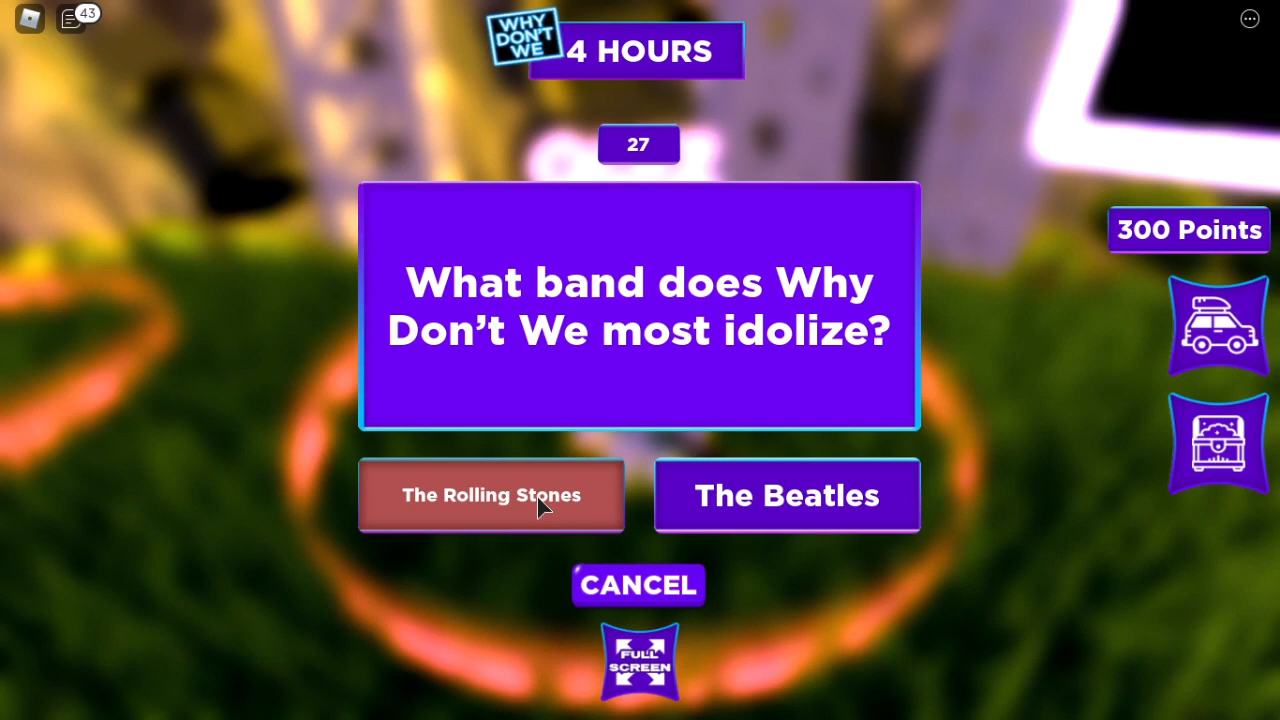 43
WHY
DON'T
WE
4 HOURS
27
300 Points
What band does Why
Don't We most idolize?
The Rolling Stones
The Beatles
CANCEL
FULL
SCREEN